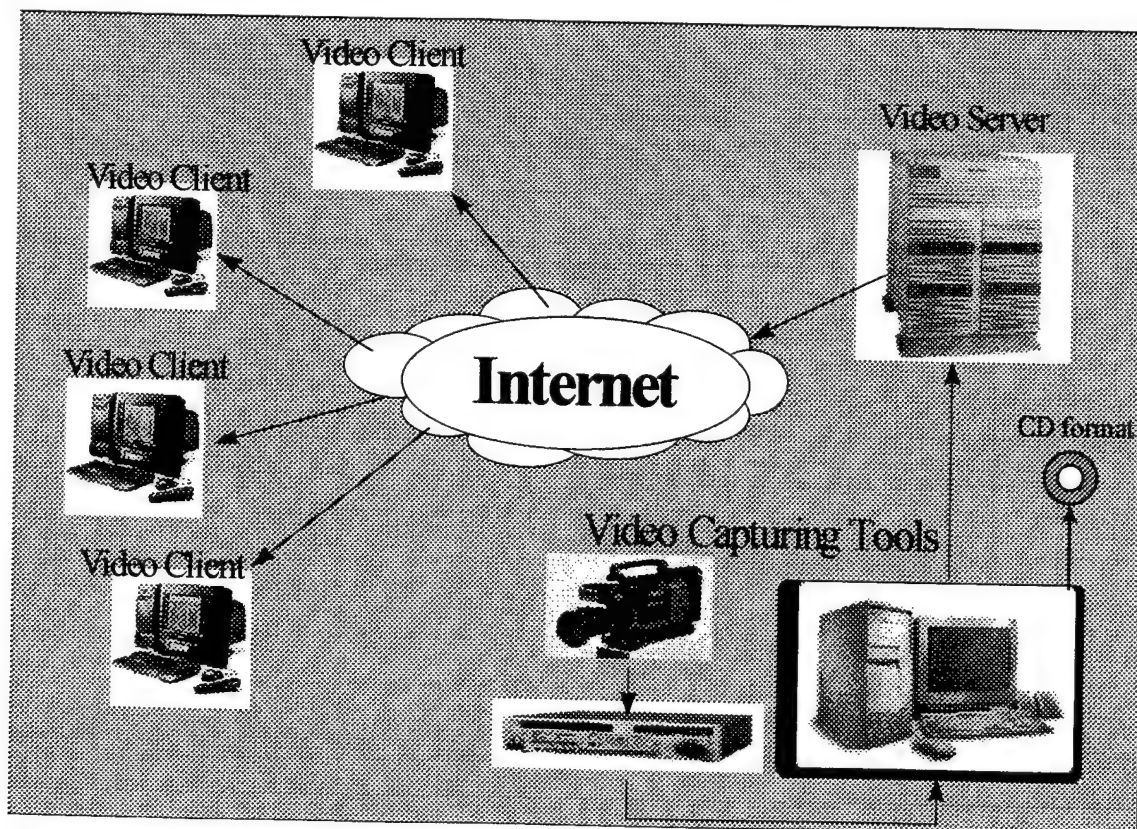 Video Client
Video Server
Video Client
Internet
Video Client
CD format
Video Capturing Tools
Video Client